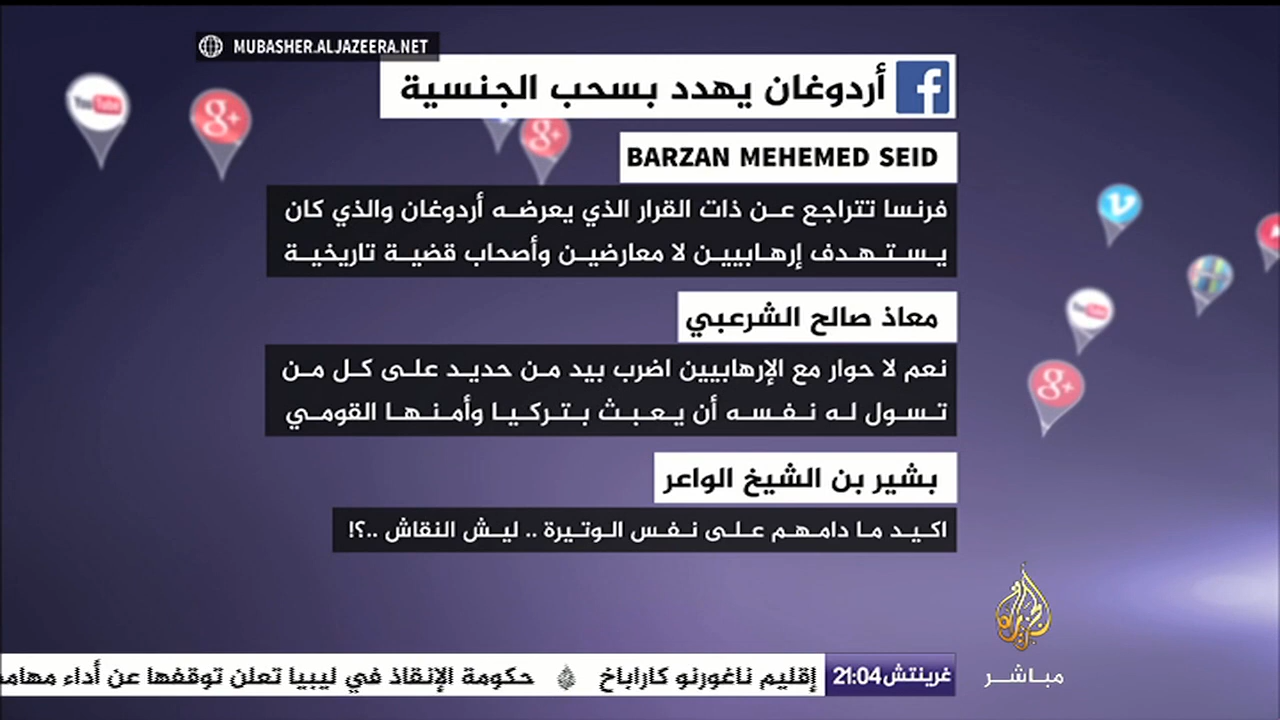 MUBASHER.ALJAZEERA.NET
أردوغان يهدد بسحب الجنسية
BARZAN MEHEMED SEID
فرنسا تتراجع عن ذات القرار الذي يعرضه أردوغان والذي كان
يستهدف إرهابيين لا معارضين وأصحاب قضية تاريخية
معاذ صالح الشرعبي
نعم لا حوار مع الإرهابيين اضرب بيد من حديد على كل من
تسول له نفسه أن يعبث بتركيا وأمنها القومي
بشير بن الشيخ الواعر
اكيد ما دامهم على نفس الوتيرة .. ليش النقاش ..؟!
الجزيرة
مباشر
غرينتش 21:04
إقليم ناغورنو كاراباخ حكومة الإنقاذ في ليبيا تعلن توقفها عن أداء مهام